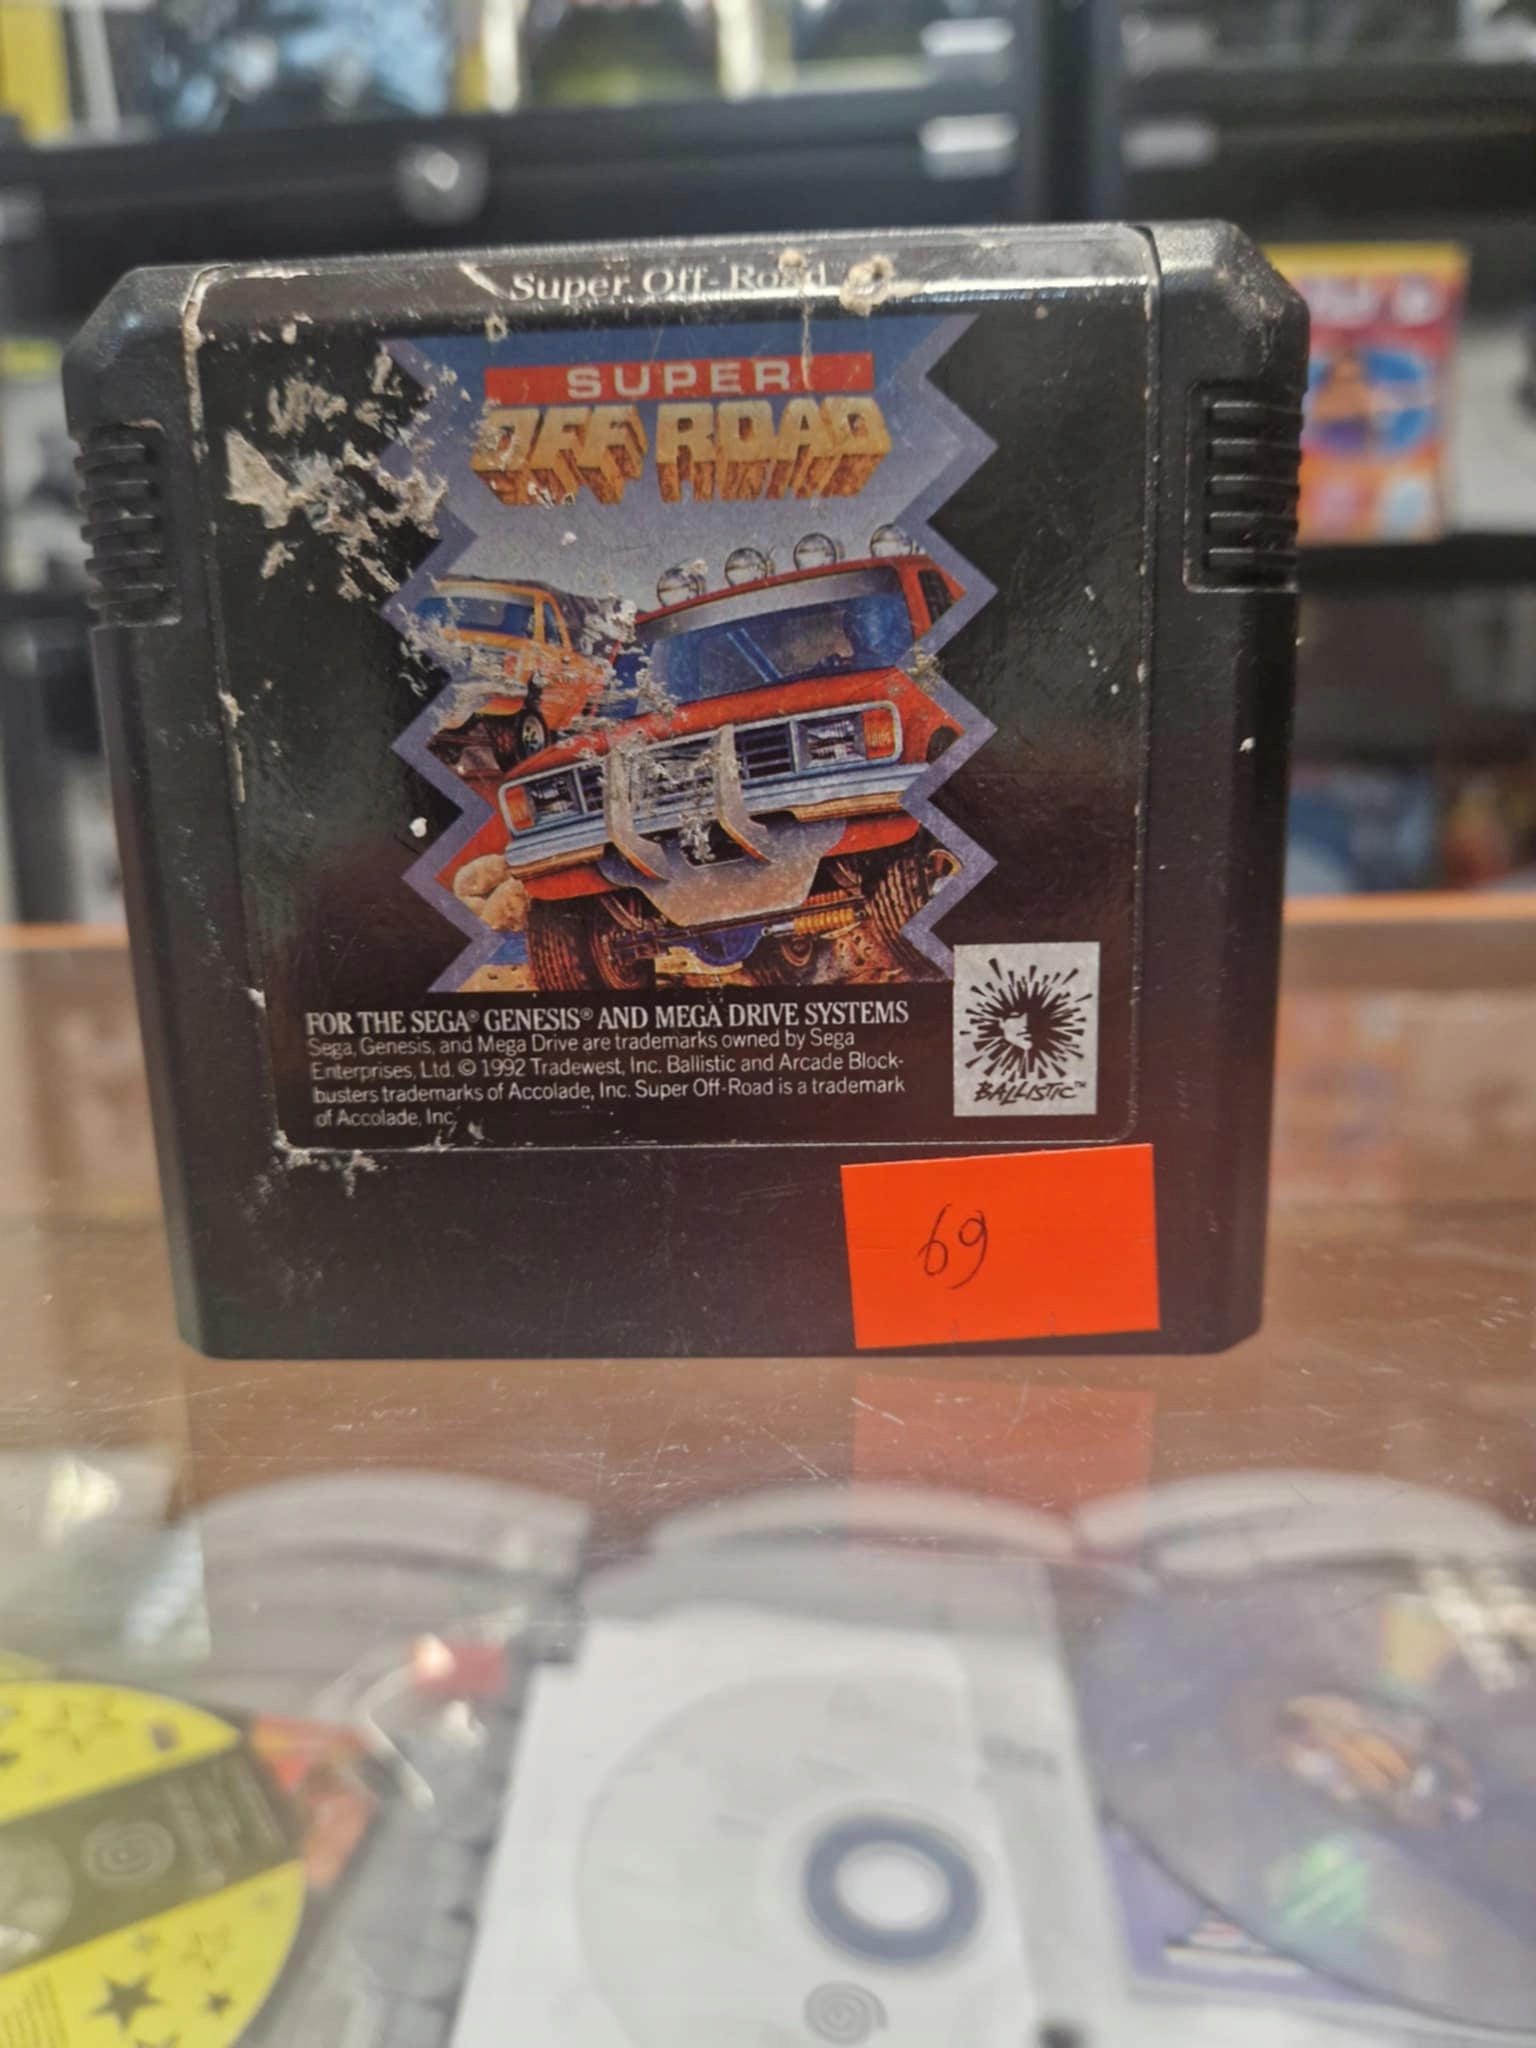 Super Off-Road
SUPER
OFF ROAD
FOR THE SEGA® GENESIS® AND MEGA DRIVE SYSTEMS
Sega, Genesis, and Mega Drive are trademarks owned by Sega
Enterprises, Ltd. © 1992 Tradewest, Inc. Ballistic and Arcade Block-
busters trademarks of Accolade, Inc. Super Off-Road is a trademark
of Accolade, Inc.
BALLISTIC™
69